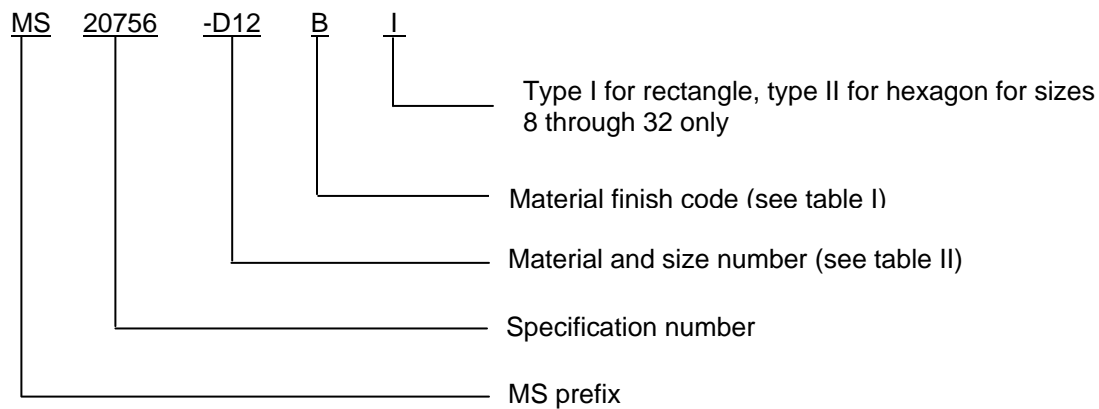 MS 20756 -D12 B I
Type I for rectangle, type II for hexagon for sizes
8 through 32 only
Material finish code (see table I)
Material and size number (see table II)
Specification number
MS prefix